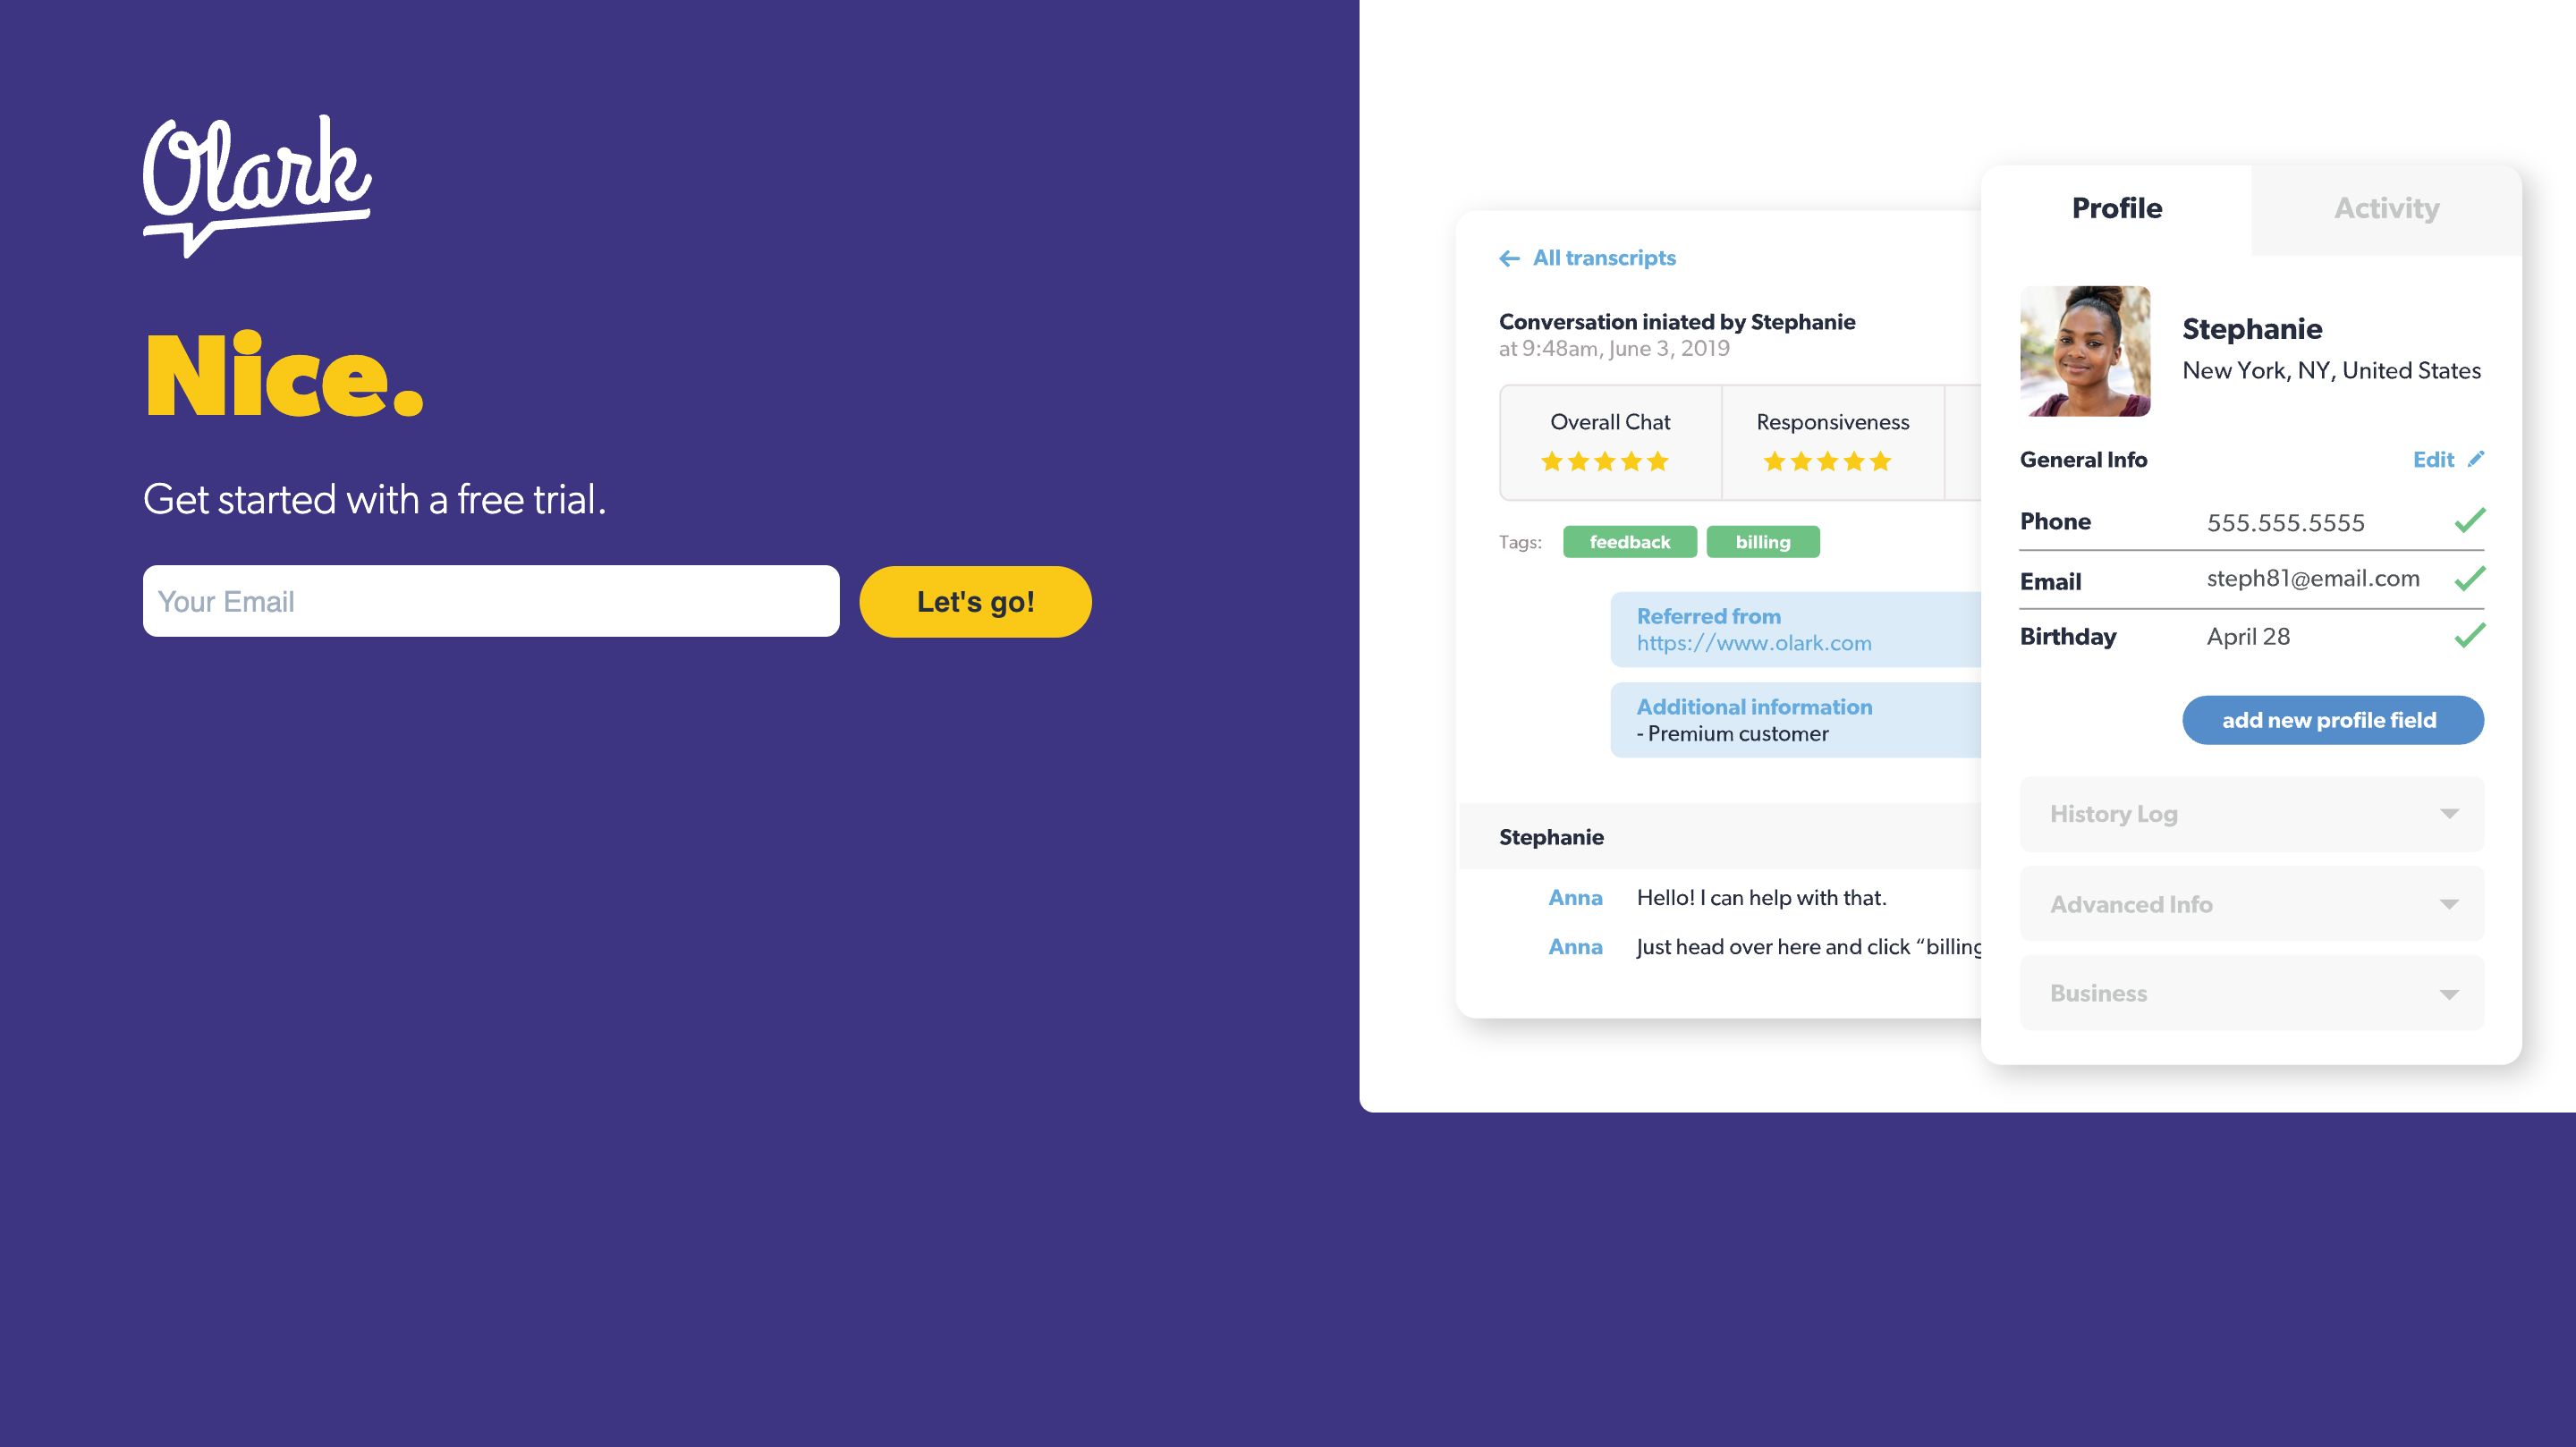 Olark
Nice.
Get started with a free trial.
Your Email
Let's go!
All transcripts
Conversation iniated by Stephanie
at 9:48am, June 3, 2019
Overall Chat
Responsiveness
Tags:
feedback
billing
Referred from
https://www.olark.com
Additional information
- Premium customer
Stephanie
Anna Hello! I can help with that.
Anna Just head over here and click “billing
Profile
Activity
Stephanie
New York, NY, United States
General Info
Edit
Phone 555.555.5555
Email steph81@email.com
Birthday April 28
add new profile field
History Log
Advanced Info
Business